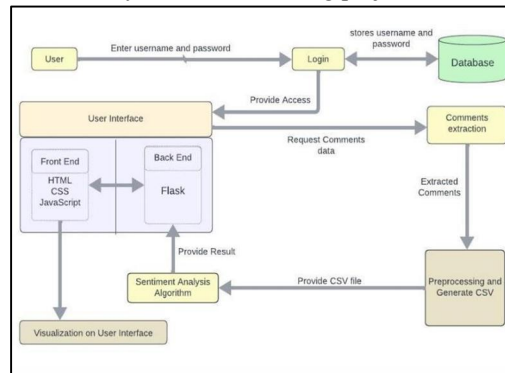 Enter username and password
stores username and
password
User
Login
Database
Provide Access
User Interface
Comments
extraction
Request Comments
data
Front End
Back End
HTML
CSS
JavaScript
Flask
Extracted
Comments
Provide Result
Sentiment Analysis
Algorithm
Provide CSV file
Preprocessing and
Generate CSV
Visualization on User Interface